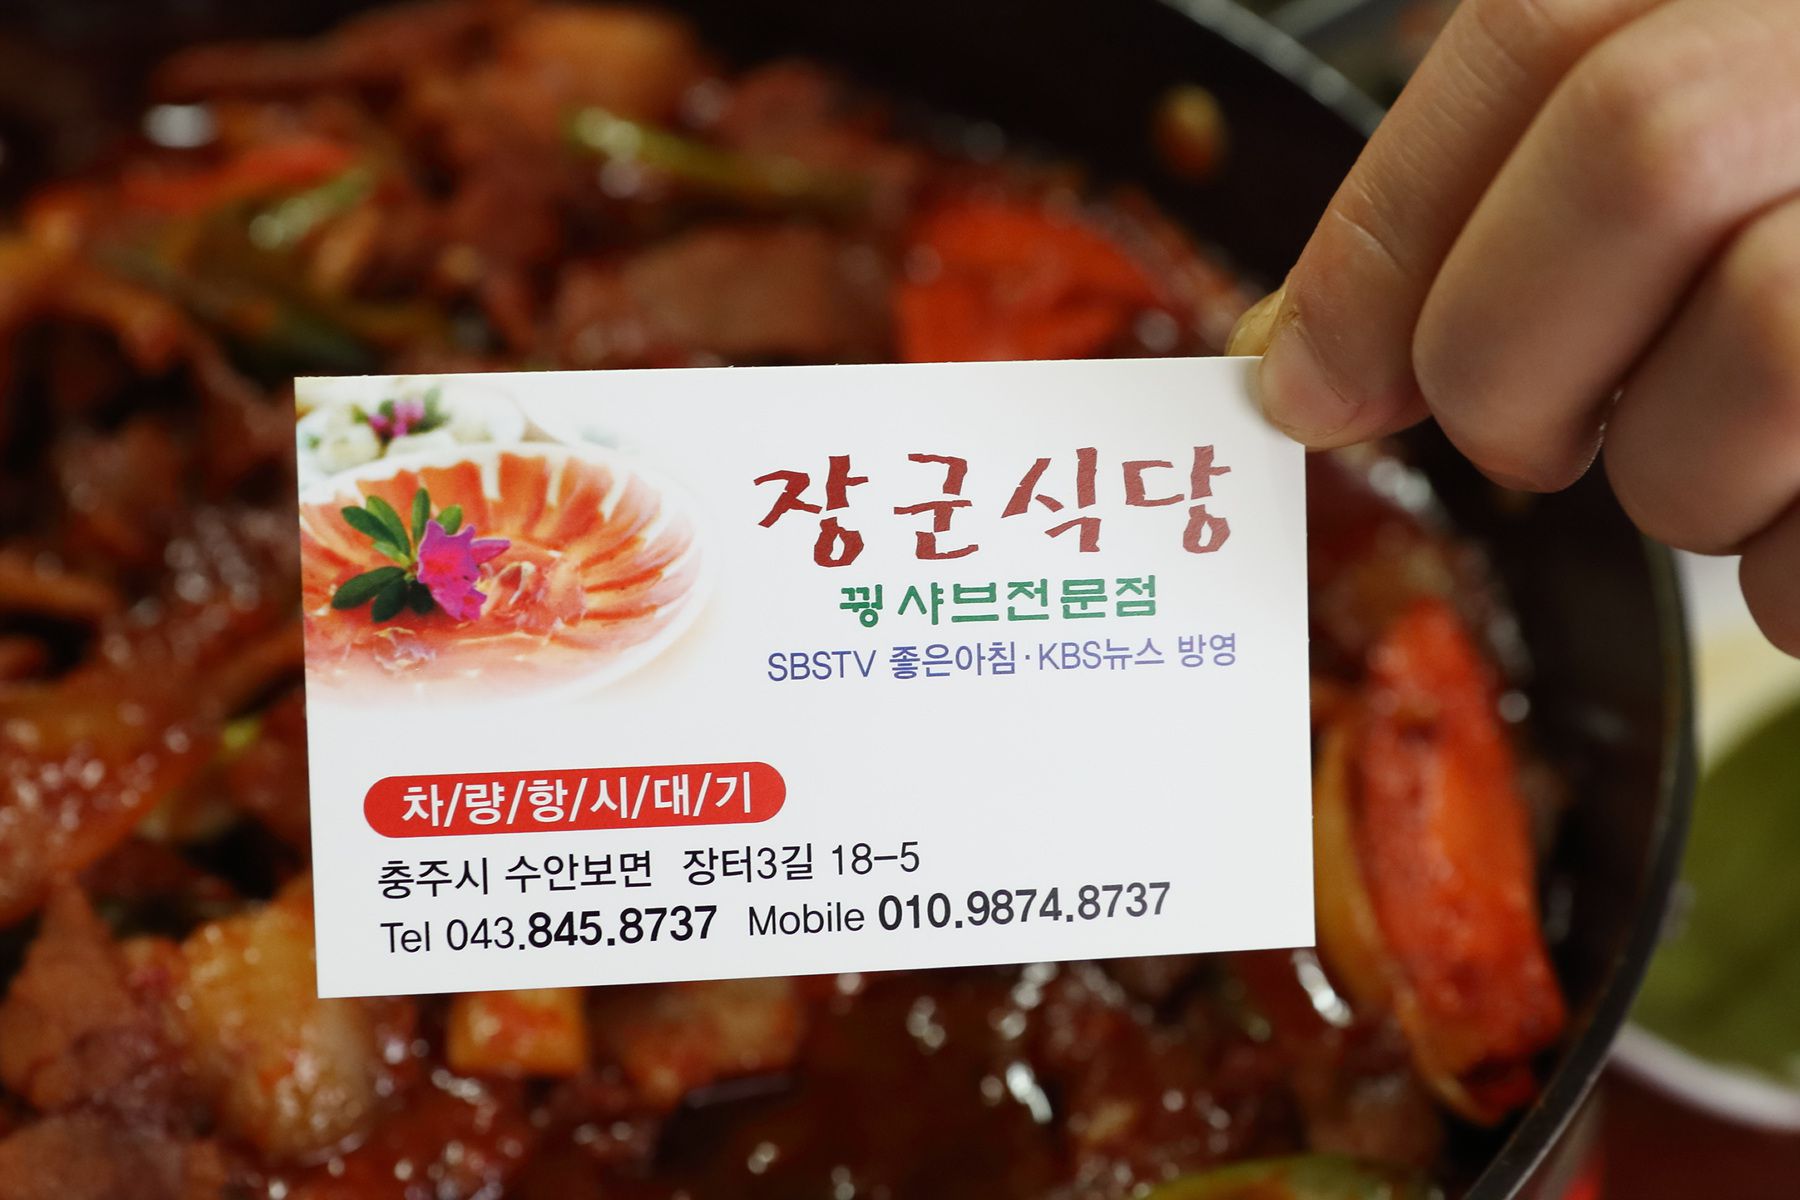 장군식당
꿩 샤브전문점
SBSTV 좋은아침·KBS뉴스 방영
차/량/항/시/대/기
충주시 수안보면 장터3길 18-5
Tel 043.845.8737 Mobile 010.9874.8737